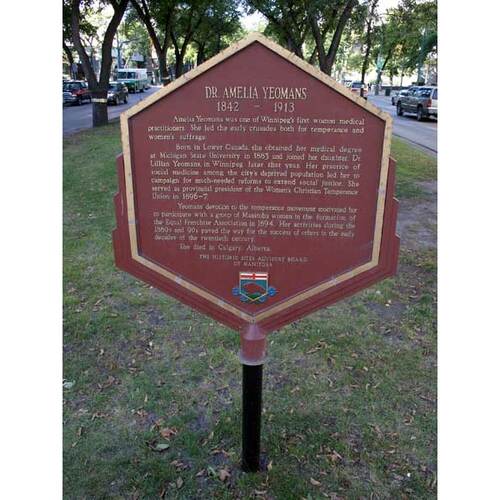 DR. AMELIA YEOMANS
1842 - 1913
Amelia Yeomans was one of Winnipeg's first women medical
practitioners. She led the early crusades both for temperance and
women's suffrage.
Born in Lower Canada, she obtained her medical degree
at Michigan State University in 1883 and joined her daughter, Dr.
Lillian Yeomans, in Winnipeg later that year. Her practice of
social medicine among the city's deprived population led her to
campaign for much-needed reforms to extend social justice. She
served as provincial president of the Women's Christian Temperance
Union in 1896-7.
Yeomans' devotion to the temperance movement motivated her
to participate with a group of Manitoba women in the formation of
the Equal Franchise Association in 1894. Her activities during the
1880s and '90s paved the way for the success of others in the early
decades of the twentieth century.
She died in Calgary, Alberta.
THE HISTORIC SITES ADVISORY BOARD
OF MANITOBA